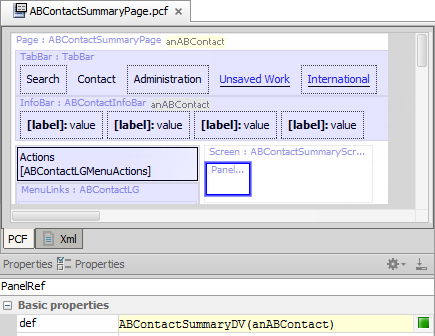 ABContactSummaryPage.pcf
Page : ABContactSummaryPage anABContact
TabBar : TabBar
Search Contact Administration Unsaved Work International
InfoBar : ABContactInfoBar anABContact
[label]: value [label]: value [label]: value [label]: value
Actions
[ABContactLGMenuActions]
MenuLinks : ABContactLG
Screen : ABContactSummaryScr...
Panel...
PCF Xml
Properties Properties
PanelRef
Basic properties
def ABContactSummaryDV(anABContact)